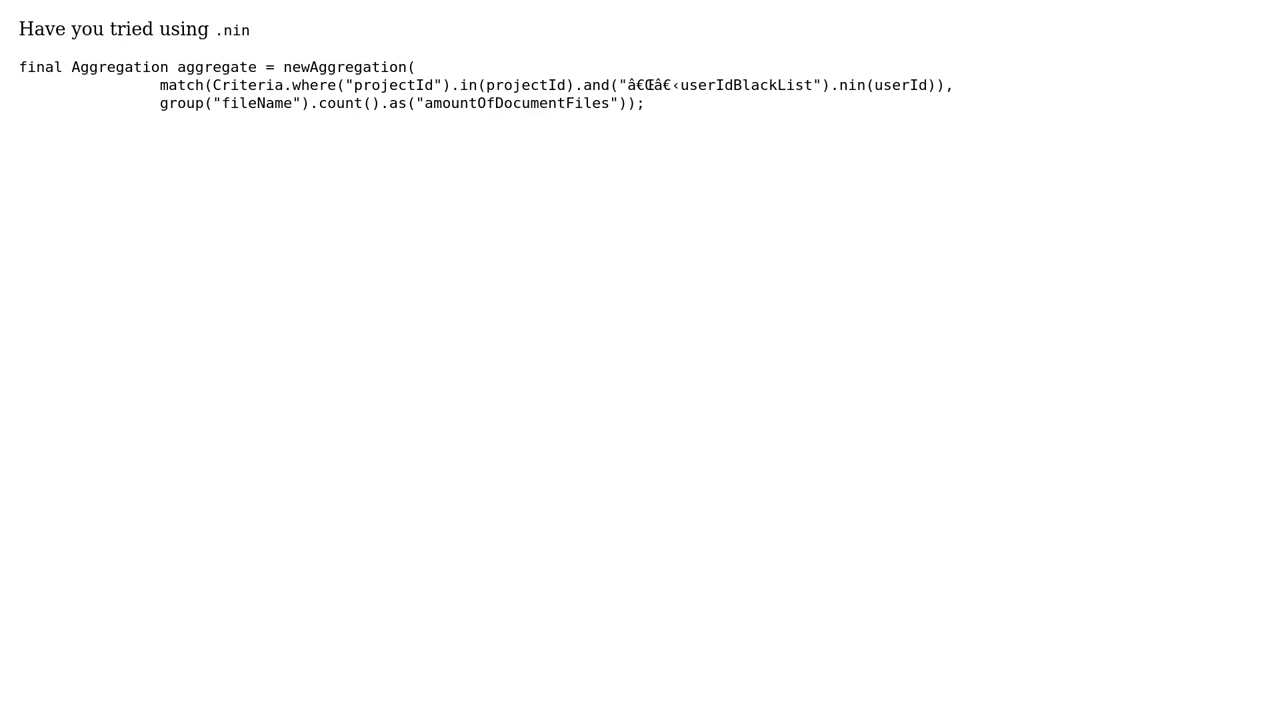 Have you tried using .nin
final Aggregation aggregate = newAggregation(
match(Criteria.where("projectId").in(projectId).and("â€Œâ€‹userIdBlackList").nin(userId)),
group("fileName").count().as("amountOfDocumentFiles"));